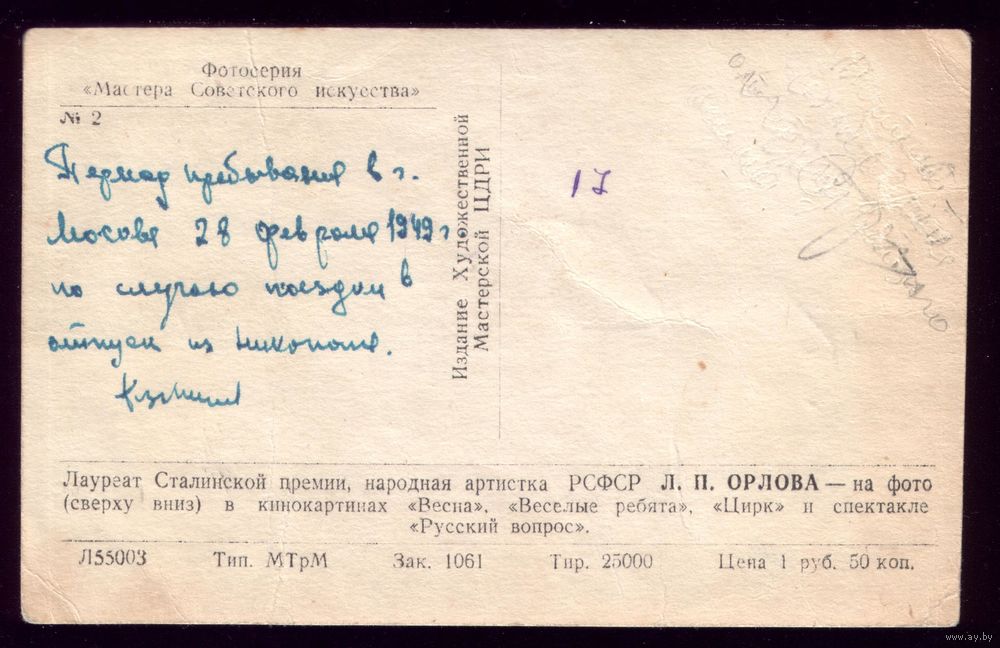 Фотосерия
«Мастера Советского искусства»
№ 2
Период пребывания в г.
Москве 28 февраля 1949 г
по случаю поездки в
отпуск из Никополя.
17
Издание Художественной
Мастерской ЦДРИ
Лауреат Сталинской премии, народная артистка РСФСР Л. П. ОРЛОВА — на фото
(сверху вниз) в кинокартинах «Весна», «Веселые ребята», «Цирк» и спектакле
«Русский вопрос».
Л55003 Тип. МТрМ Зак. 1061 Тир. 25000 Цена 1 руб. 50 коп.
www.ay.by